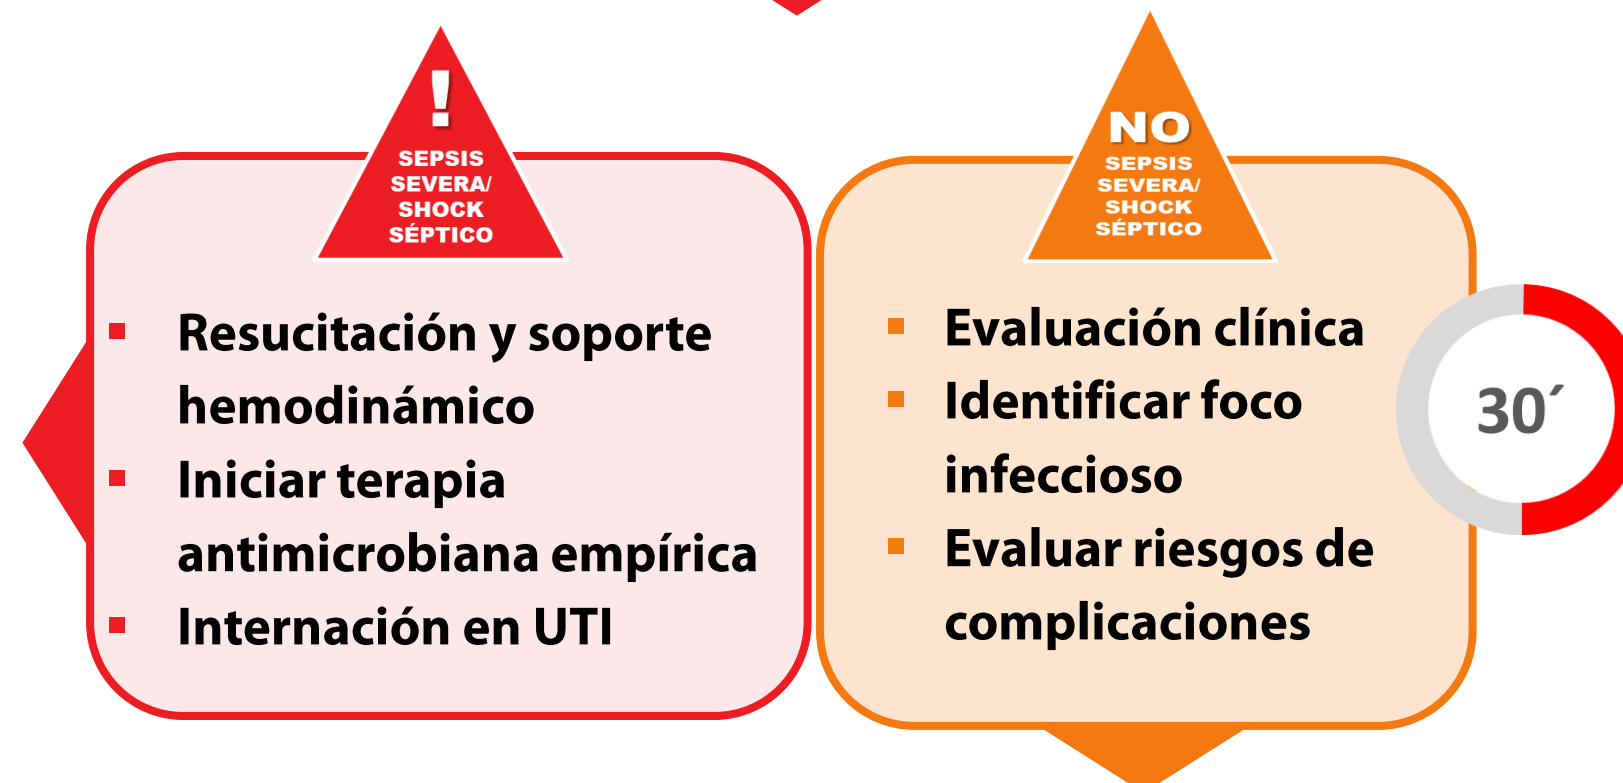 !
SEPSIS
SEVERA/
SHOCK
SÉPTICO
Resucitación y soporte
hemodinámico
Iniciar terapia
antimicrobiana empírica
Internación en UTI
NO
SEPSIS
SEVERA/
SHOCK
SÉPTICO
Evaluación clínica
Identificar foco
infeccioso
Evaluar riesgos de
complicaciones
30´